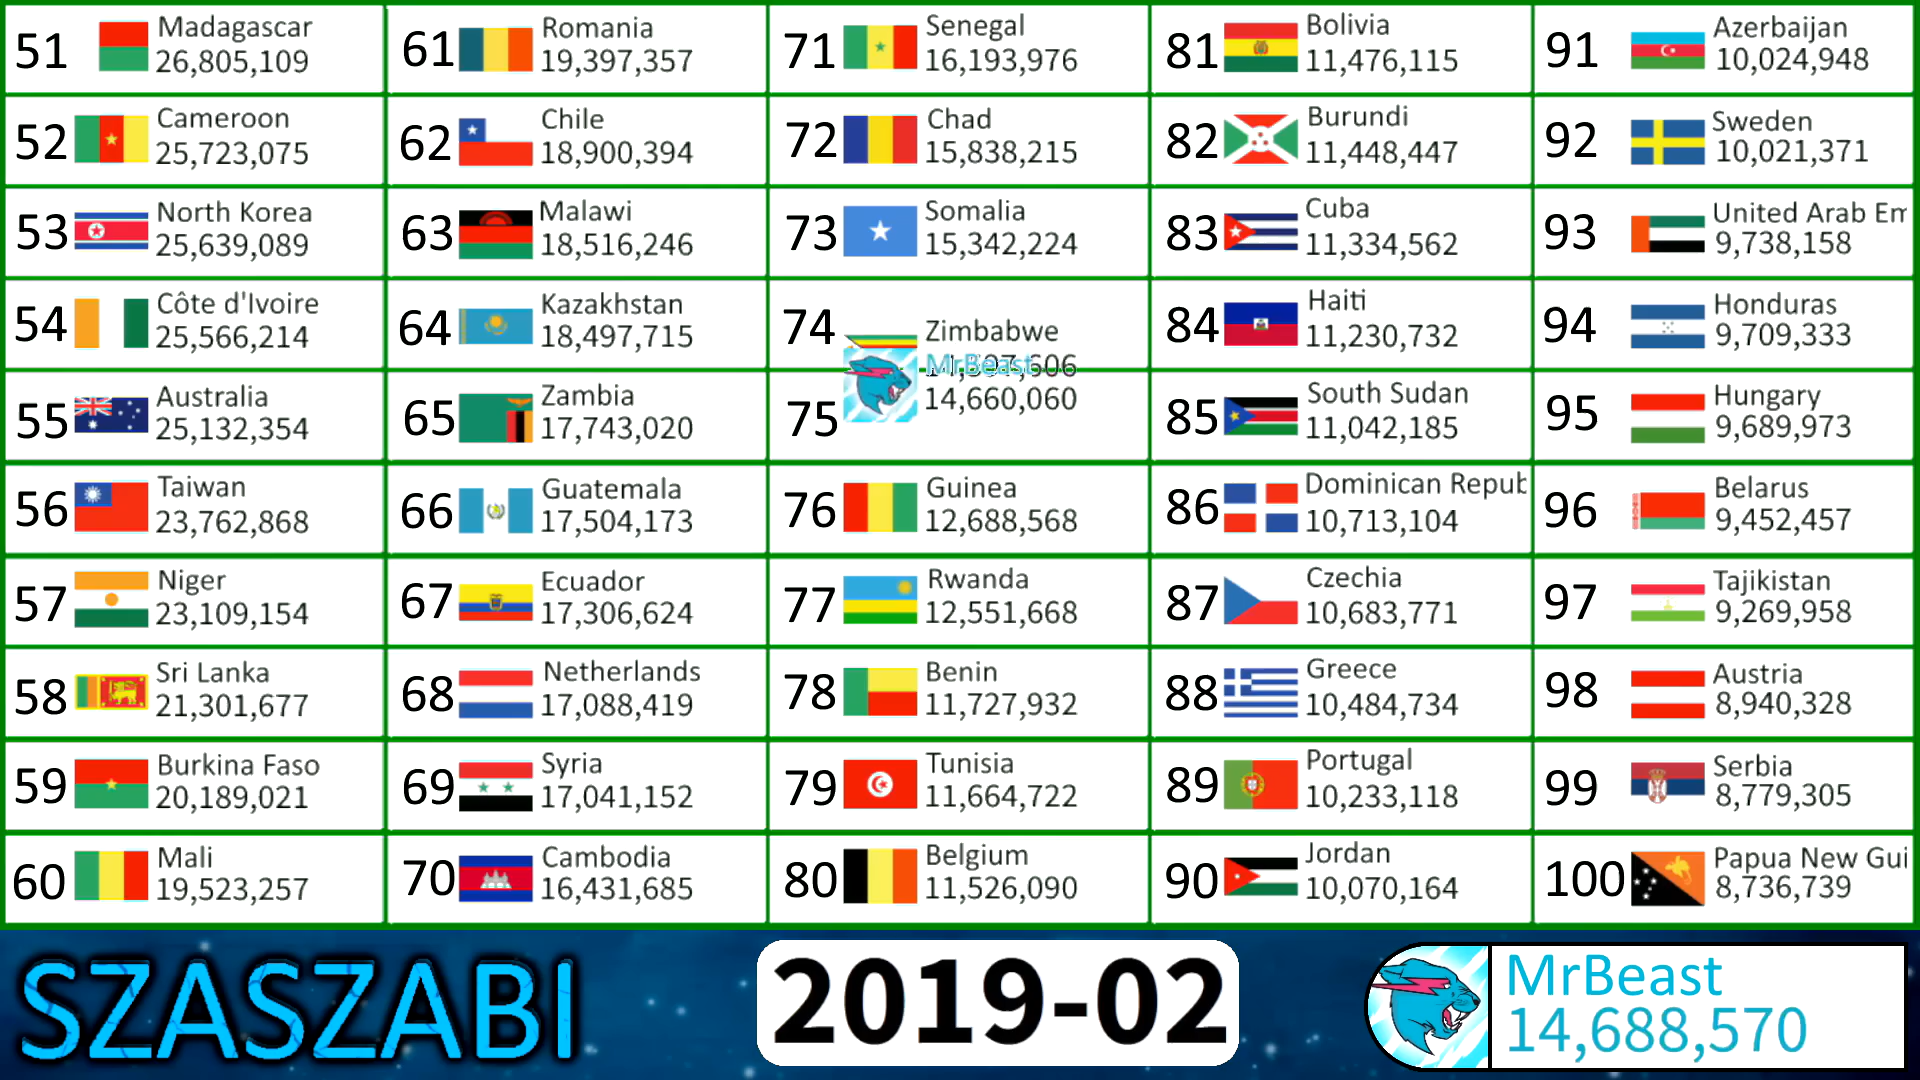 51 Madagascar
26,805,109
52 Cameroon
25,723,075
53 North Korea
25,639,089
54 Côte d'Ivoire
25,566,214
55 Australia
25,132,354
56 Taiwan
23,762,868
57 Niger
23,109,154
58 Sri Lanka
21,301,677
59 Burkina Faso
20,189,021
60 Mali
19,523,257
61 Romania
19,397,357
62 Chile
18,900,394
63 Malawi
18,516,246
64 Kazakhstan
18,497,715
65 Zambia
17,743,020
66 Guatemala
17,504,173
67 Ecuador
17,306,624
68 Netherlands
17,088,419
69 Syria
17,041,152
70 Cambodia
16,431,685
71 Senegal
16,193,976
72 Chad
15,838,215
73 Somalia
15,342,224
74 Zimbabwe
MrBeast
75 14,660,060
76 Guinea
12,688,568
77 Rwanda
12,551,668
78 Benin
11,727,932
79 Tunisia
11,664,722
80 Belgium
11,526,090
81 Bolivia
11,476,115
82 Burundi
11,448,447
83 Cuba
11,334,562
84 Haiti
11,230,732
85 South Sudan
11,042,185
86 Dominican Repub
10,713,104
87 Czechia
10,683,771
88 Greece
10,484,734
89 Portugal
10,233,118
90 Jordan
10,070,164
91 Azerbaijan
10,024,948
92 Sweden
10,021,371
93 United Arab Em
9,738,158
94 Honduras
9,709,333
95 Hungary
9,689,973
96 Belarus
9,452,457
97 Tajikistan
9,269,958
98 Austria
8,940,328
99 Serbia
8,779,305
100 Papua New Gui
8,736,739
SZASZABI
2019-02
MrBeast
14,688,570